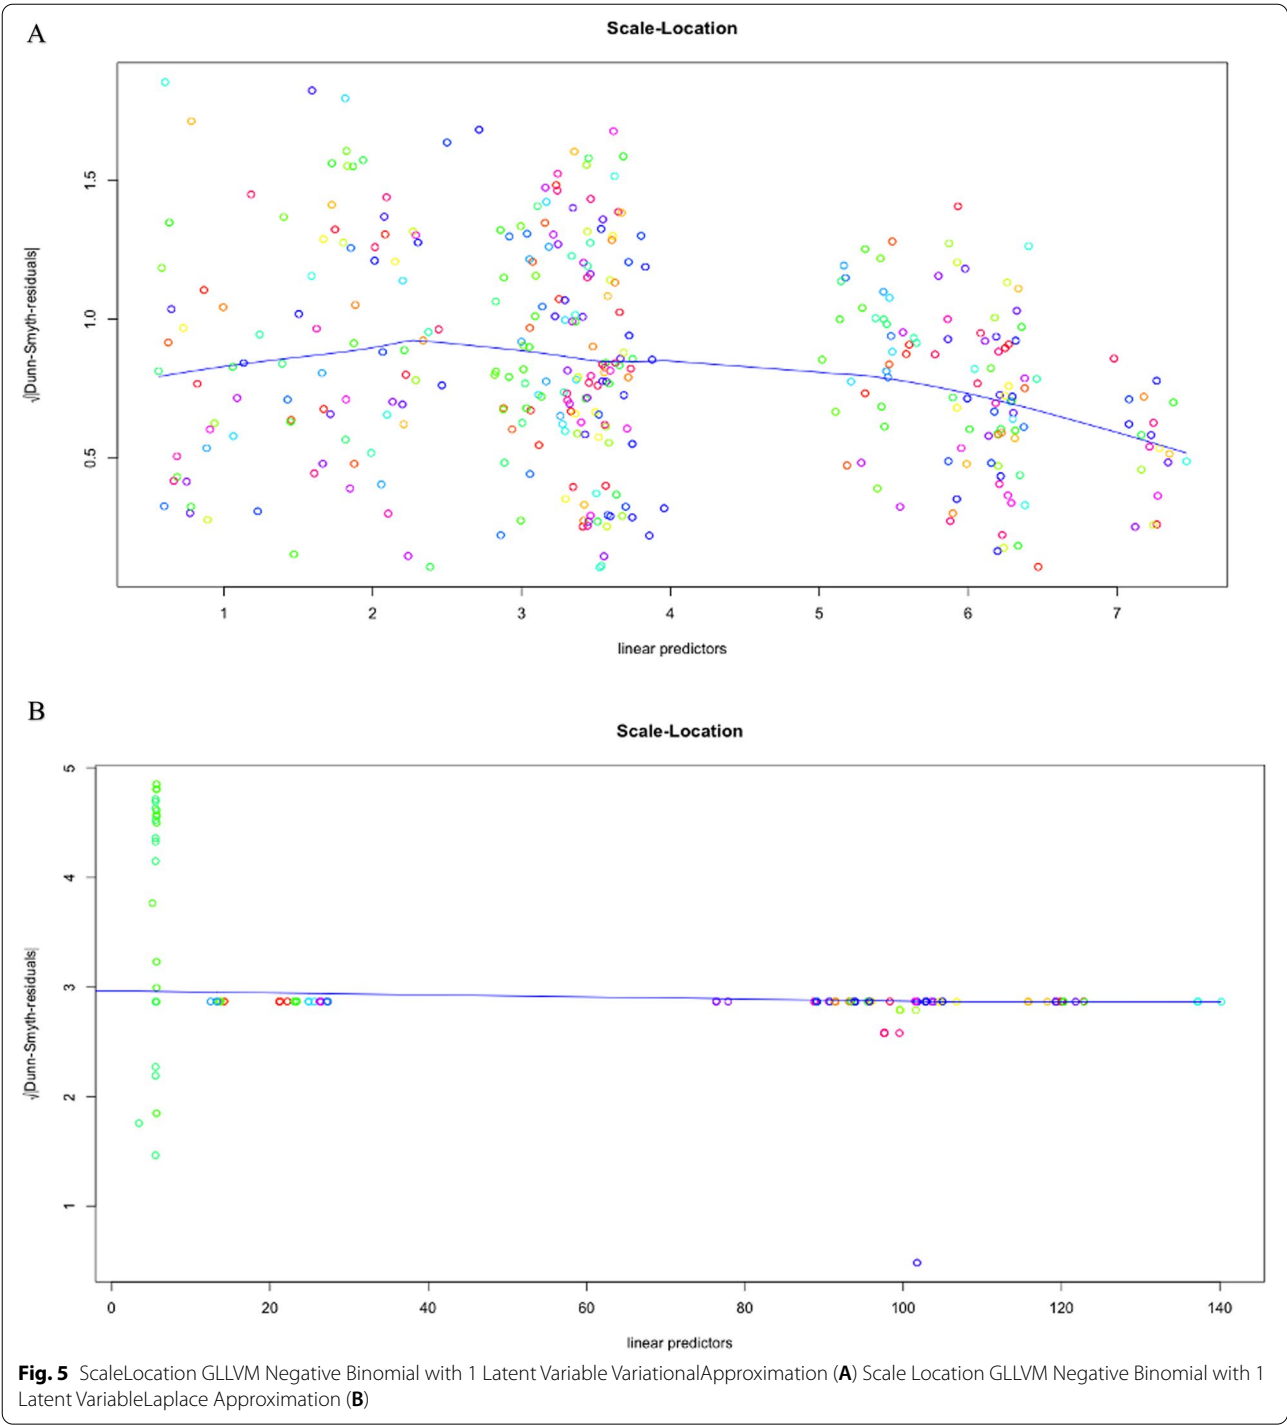 A
Scale-Location
1.5
1.0
0.5
√|Dunn-Smyth-residuals|
1 2 3 4 5 6 7
linear predictors
B
Scale-Location
5
4
3
2
1
√|Dunn-Smyth-residuals|
0 20 40 60 80 100 120 140
linear predictors
Fig. 5 ScaleLocation GLLVM Negative Binomial with 1 Latent Variable VariationalApproximation (A) Scale Location GLLVM Negative Binomial with 1
Latent VariableLaplace Approximation (B)